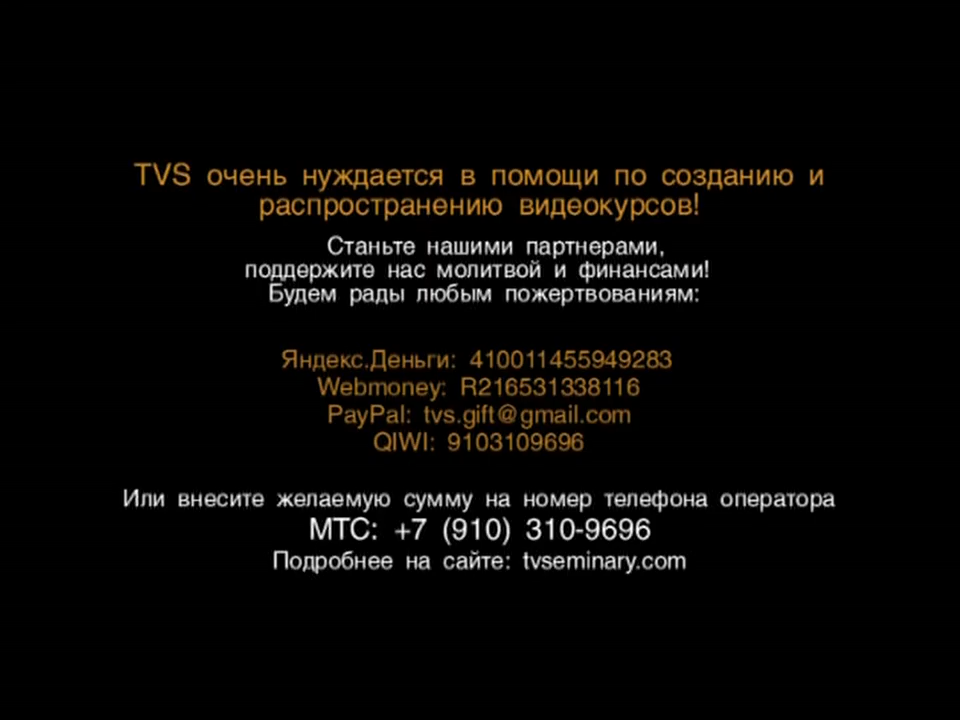 TVS очень нуждается в помощи по созданию и
распространению видеокурсов!
Станьте нашими партнерами,
поддержите нас молитвой и финансами!
Будем рады любым пожертвованиям:
Яндекс.Деньги: 410011455949283
Webmoney: R216531338116
PayPal: tvs.gift@gmail.com
QIWI: 9103109696
Или внесите желаемую сумму на номер телефона оператора
МТС: +7 (910) 310-9696
Подробнее на сайте: tvseminary.com